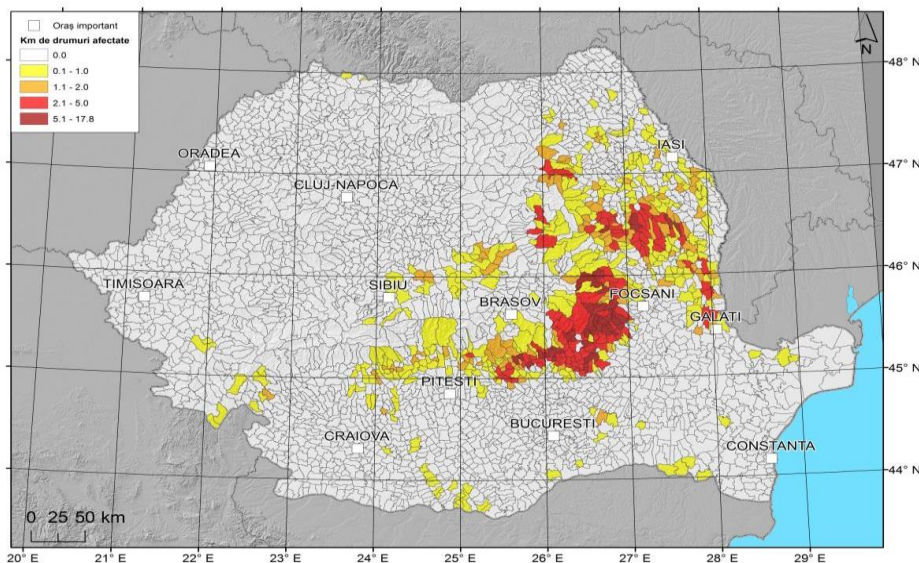 Oraș important
Km de drumuri afectate
0.0
0.1 - 1.0
1.1 - 2.0
2.1 - 5.0
5.1 - 17.8
N
48° N
IASI
ORADEA
47° N
CLUJ-NAPOCA
46° N
TIMISOARA
SIBIU
FOCSANI
BRASOV
GALATI
45° N
PITESTI
BUCURESTI
CRAIOVA
CONSTANTA
44° N
0 25 50 km
20° E 21° E 22° E 23° E 24° E 25° E 26° E 27° E 28° E 29° E